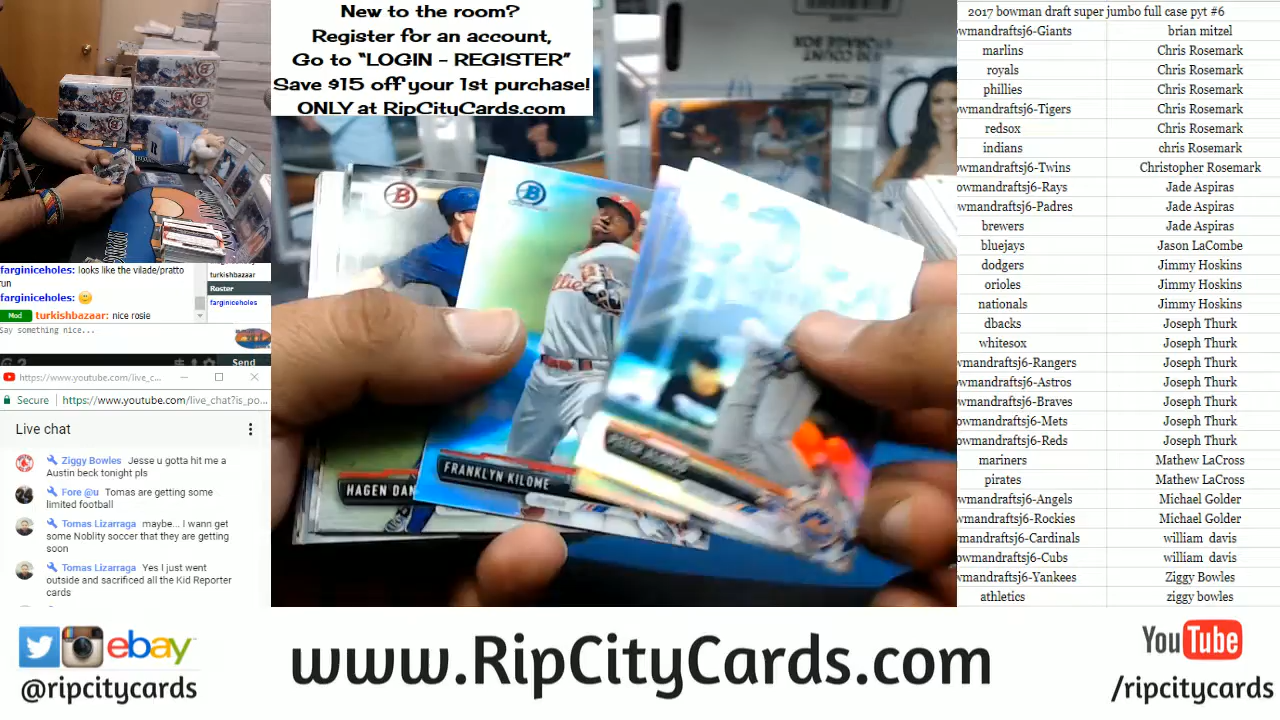 New to the room?
Register for an account,
Go to “LOGIN - REGISTER”
Save $15 off your 1st purchase!
ONLY at RipCityCards.com
farginiceholes: looks like the vilade/pratto
run
farginiceholes:
Mod turkishbazaar: nice rosie
turkishbazaar
Roster
farginiceholes
Say something nice...
Send
https://www.youtube.com/live_c...
Secure https://www.youtube.com/live_chat?is_po...
Live chat
Ziggy Bowles Jesse u gotta hit me a
Austin beck tonight pls
Fore @u Tomas are getting some
limited football
Tomas Lizarraga maybe... I wann get
some Noblity soccer that they are getting
soon
Tomas Lizarraga Yes I just went
outside and sacrificed all the Kid Reporter
cards
B
HAGEN DAN
B
FRANKLYN KILOME
2017 bowman draft super jumbo full case pyt #6
owmandraftsj6-Giants brian mitzel
marlins Chris Rosemark
royals Chris Rosemark
phillies Chris Rosemark
owmandraftsj6-Tigers Chris Rosemark
redsox Chris Rosemark
indians chris Rosemark
owmandraftsj6-Twins Christopher Rosemark
owmandraftsj6-Rays Jade Aspiras
owmandraftsj6-Padres Jade Aspiras
brewers Jade Aspiras
bluejays Jason LaCombe
dodgers Jimmy Hoskins
orioles Jimmy Hoskins
nationals Jimmy Hoskins
dbacks Joseph Thurk
whitesox Joseph Thurk
wmandraftsj6-Rangers Joseph Thurk
owmandraftsj6-Astros Joseph Thurk
owmandraftsj6-Braves Joseph Thurk
owmandraftsj6-Mets Joseph Thurk
owmandraftsj6-Reds Joseph Thurk
mariners Mathew LaCross
pirates Mathew LaCross
owmandraftsj6-Angels Michael Golder
owmandraftsj6-Rockies Michael Golder
wmandraftsj6-Cardinals william davis
owmandraftsj6-Cubs william davis
wmandraftsj6-Yankees Ziggy Bowles
athletics ziggy bowles
ebay
@ripcitycards
www.RipCityCards.com
YouTube
/ripcitycards